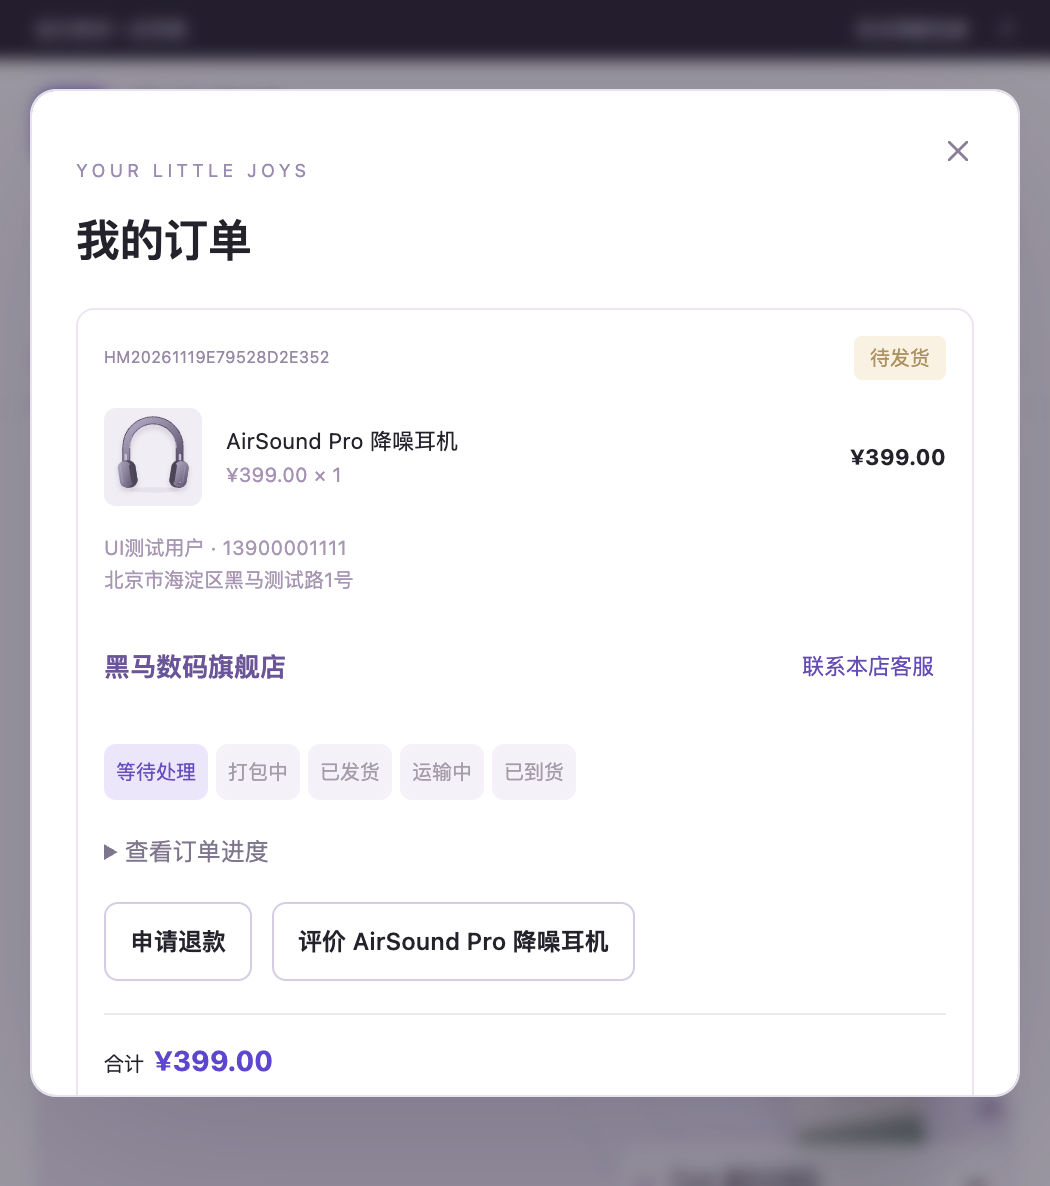 YOUR LITTLE JOYS
我的订单
HM20261119E79528D2E352
待发货
AirSound Pro 降噪耳机
¥399.00 × 1
¥399.00
UI测试用户 · 13900001111
北京市海淀区黑马测试路1号
黑马数码旗舰店
联系本店客服
等待处理 打包中 已发货 运输中 已到货
查看订单进度
申请退款 评价 AirSound Pro 降噪耳机
合计 ¥399.00